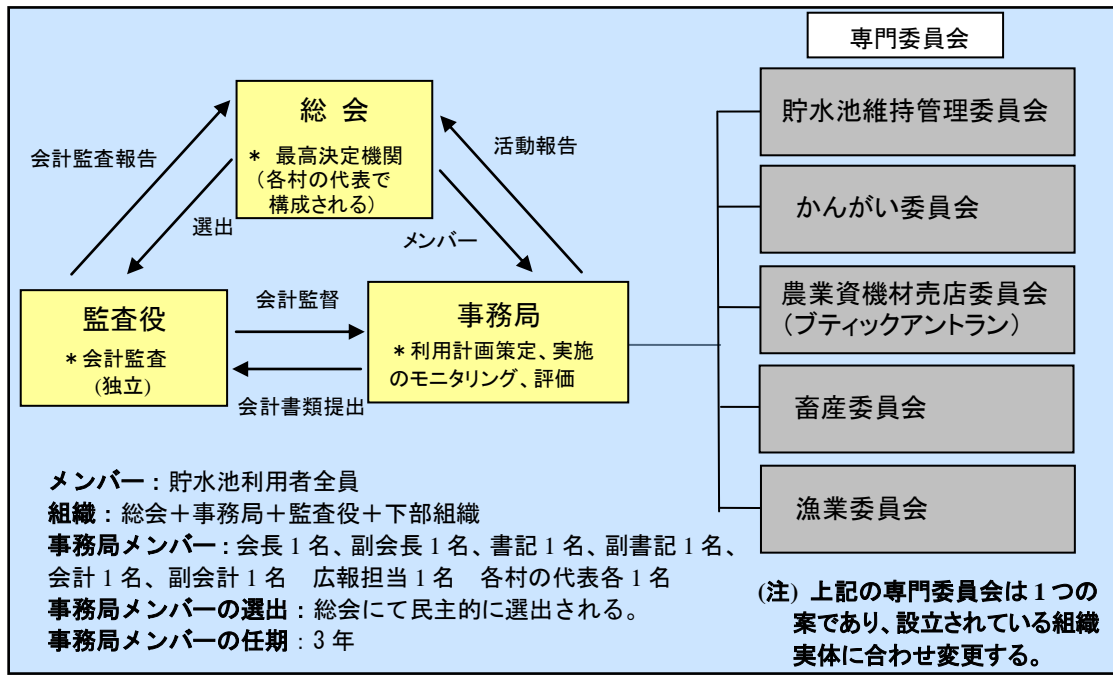 専門委員会
総 会
* 最高決定機関
（各村の代表で
構成される）
会計監査報告
選出
活動報告
メンバー
監査役
*会計監査
(独立)
会計監督
会計書類提出
事務局
*利用計画策定、実施
のモニタリング、評価
貯水池維持管理委員会
かんがい委員会
農業資機材売店委員会
（ブティックアントラン）
畜産委員会
漁業委員会
メンバー：貯水池利用者全員
組織：総会＋事務局＋監査役＋下部組織
事務局メンバー：会長 1 名、副会長 1 名、書記 1 名、副書記 1 名、
会計 1 名、副会計 1 名　広報担当 1 名　各村の代表各 1 名
事務局メンバーの選出：総会にて民主的に選出される。
事務局メンバーの任期：3 年
(注) 上記の専門委員会は 1 つの
案であり、設立されている組織
実体に合わせ変更する。